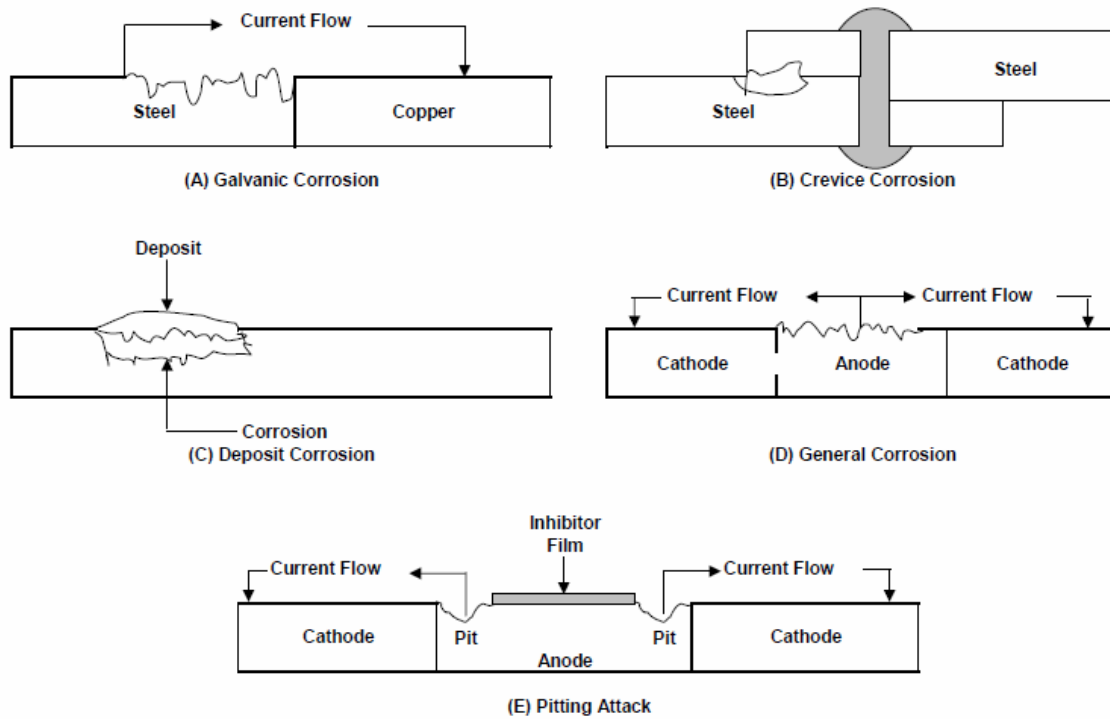 Current Flow
Steel
Copper
(A) Galvanic Corrosion
Steel
Steel
(B) Crevice Corrosion
Deposit
Corrosion
(C) Deposit Corrosion
Current Flow
Current Flow
Cathode
Anode
Cathode
(D) General Corrosion
Inhibitor
Film
Current Flow
Current Flow
Cathode
Pit
Pit
Cathode
Anode
(E) Pitting Attack